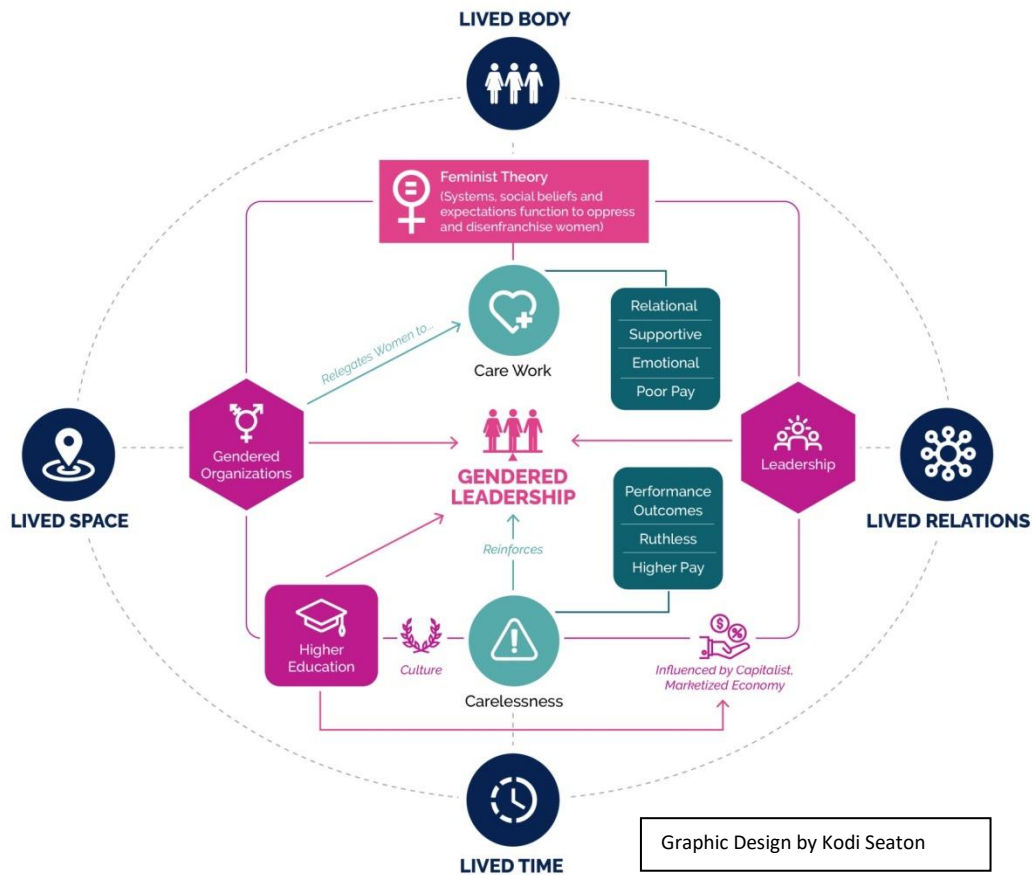 LIVED BODY
Feminist Theory
(Systems, social beliefs and
expectations function to oppress
and disenfranchise women)
Relegates Women to...
Care Work
Relational
Supportive
Emotional
Poor Pay
Gendered
Organizations
Leadership
LIVED SPACE
LIVED RELATIONS
GENDERED
LEADERSHIP
Performance
Outcomes
Ruthless
Higher Pay
Reinforces
Higher
Education
Culture
Carelessness
$ %
Influenced by Capitalist,
Marketized Economy
LIVED TIME
Graphic Design by Kodi Seaton